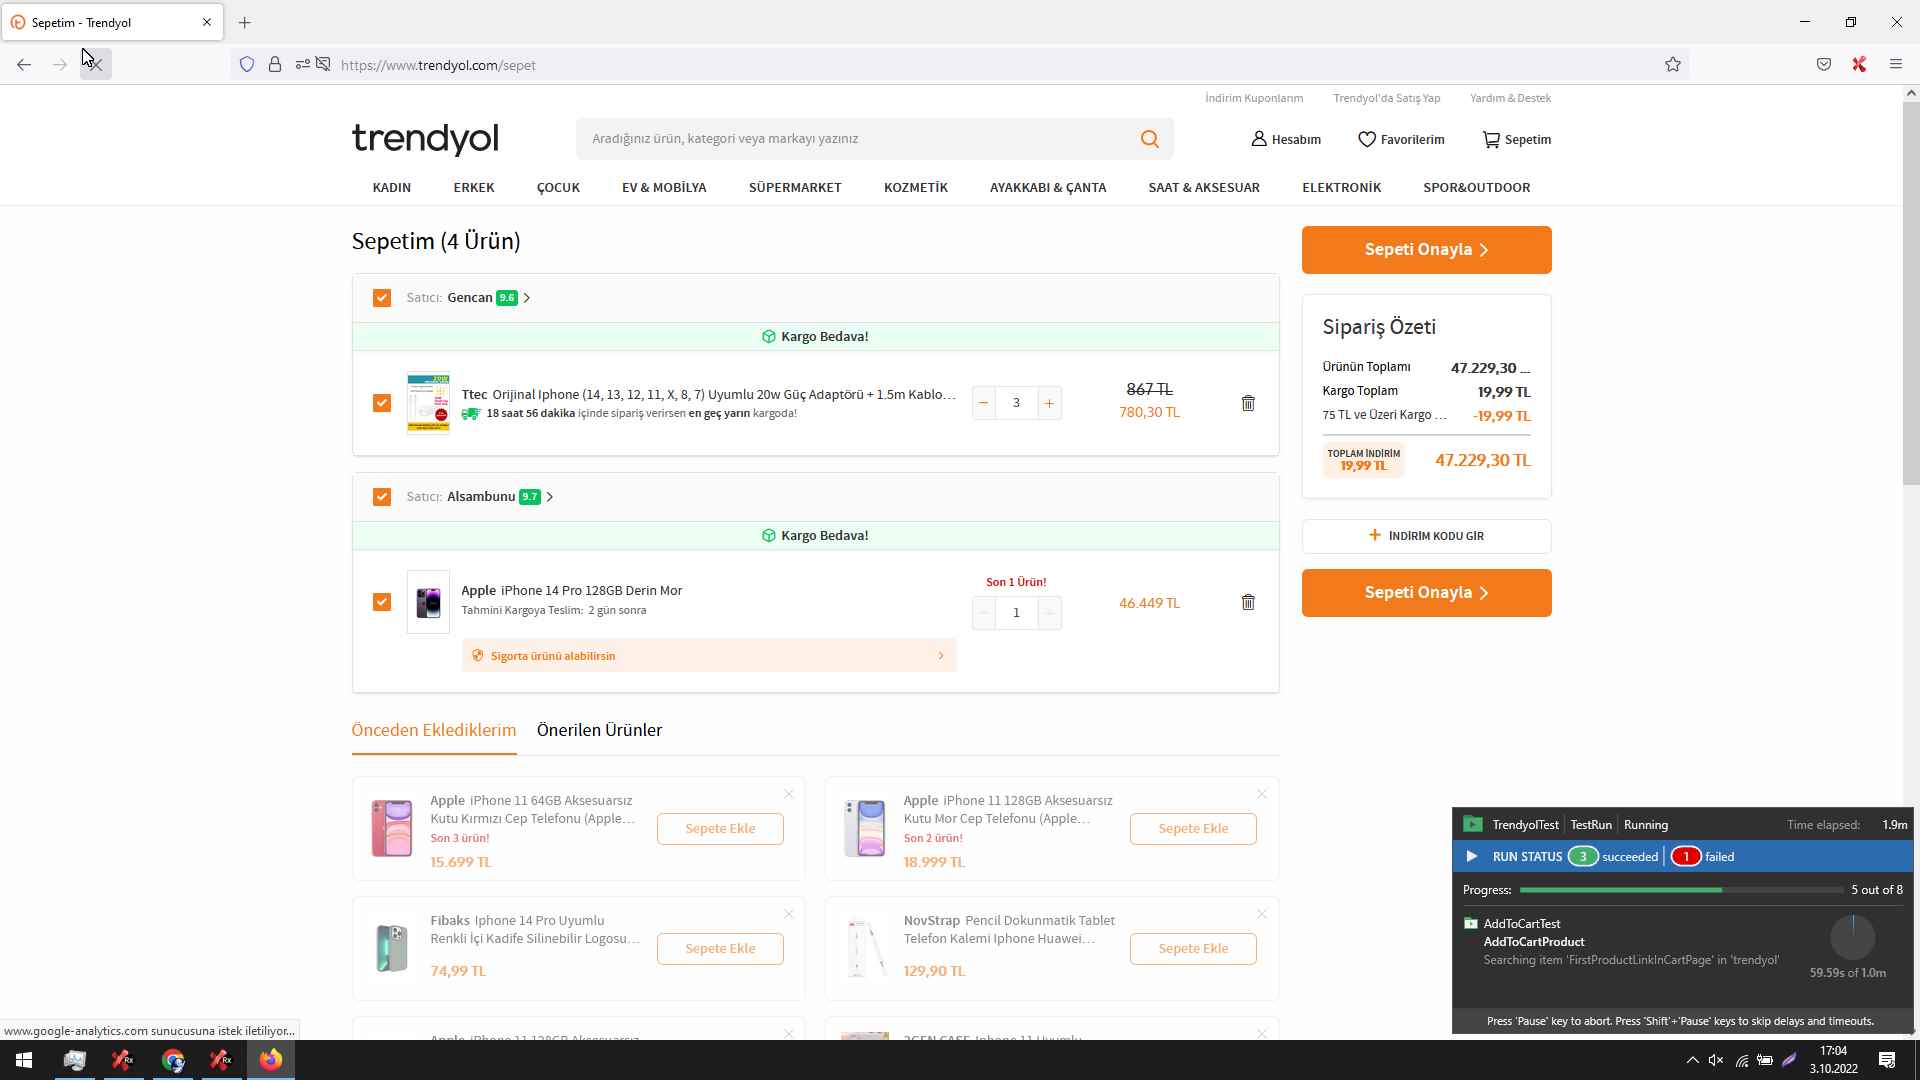 Sepetim - Trendyol
https://www.trendyol.com/sepet
İndirim Kuponlarım Trendyol'da Satış Yap Yardım & Destek
trendyol
Aradığınız ürün, kategori veya markayı yazınız
Hesabım Favorilerim Sepetim
KADIN ERKEK ÇOCUK EV & MOBİLYA SÜPERMARKET KOZMETİK AYAKKABI & ÇANTA SAAT & AKSESUAR ELEKTRONİK SPOR&OUTDOOR
Sepetim (4 Ürün)
Satıcı: Gencan 9.6
Kargo Bedava!
Ttec Orijinal Iphone (14, 13, 12, 11, X, 8, 7) Uyumlu 20w Güç Adaptörü + 1.5m Kablo...
18 saat 56 dakika içinde sipariş verirsen en geç yarın kargoda!
3
867 TL
780,30 TL
Satıcı: Alsambunu 9.7
Kargo Bedava!
Apple iPhone 14 Pro 128GB Derin Mor
Tahmini Kargoya Teslim: 2 gün sonra
Son 1 Ürün!
1
46.449 TL
Sigorta ürünü alabilirsin
Sepeti Onayla
Sipariş Özeti
Ürünün Toplamı 47.229,30 ...
Kargo Toplam 19,99 TL
75 TL ve Üzeri Kargo ... -19,99 TL
TOPLAM İNDİRİM
19,99 TL
47.229,30 TL
İNDİRİM KODU GİR
Sepeti Onayla
Önceden Eklediklerim Önerilen Ürünler
Apple iPhone 11 64GB Aksesuarsız
Kutu Kırmızı Cep Telefonu (Apple...
Son 3 ürün!
15.699 TL
Sepete Ekle
Apple iPhone 11 128GB Aksesuarsız
Kutu Mor Cep Telefonu (Apple...
Son 2 ürün!
18.999 TL
Sepete Ekle
Fibaks Iphone 14 Pro Uyumlu
Renkli İçi Kadife Silinebilir Logosu...
74,99 TL
Sepete Ekle
NovStrap Pencil Dokunmatik Tablet
Telefon Kalemi Iphone Huawei...
129,90 TL
Sepete Ekle
Apple iPhone 11 128GB Aksesuarsız
2GEN CASE Iphone 11 Uyumlu
TrendyolTest TestRun Running Time elapsed: 1.9m
RUN STATUS 3 succeeded 1 failed
Progress: 5 out of 8
AddToCartTest
AddToCartProduct
Searching item 'FirstProductLinkInCartPage' in 'trendyol'
59.59s of 1.0m
Press 'Pause' key to abort. Press 'Shift'+'Pause' keys to skip delays and timeouts.
www.google-analytics.com sunucusuna istek iletiliyor...
17:04
3.10.2022